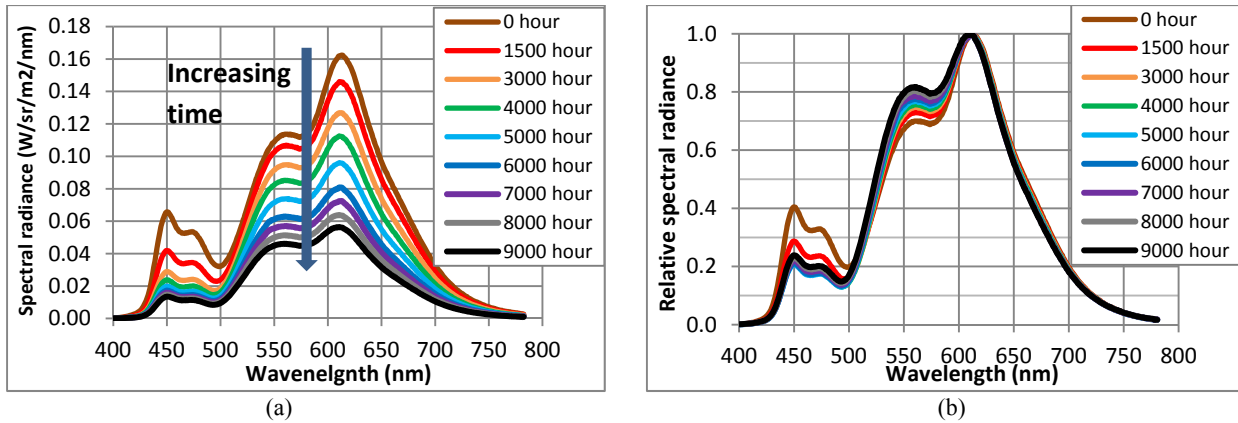 0.18
0.16
0.14
0.12
0.10
0.08
0.06
0.04
0.02
0.00
Spectral radiance (W/sr/m2/nm)
Increasing
time
0 hour
1500 hour
3000 hour
4000 hour
5000 hour
6000 hour
7000 hour
8000 hour
9000 hour
400 450 500 550 600 650 700 750 800
Wavenelgnth (nm)
(a)
1.0
0.8
0.6
0.4
0.2
0.0
Relative spectral radiance
0 hour
1500 hour
3000 hour
4000 hour
5000 hour
6000 hour
7000 hour
8000 hour
9000 hour
400 450 500 550 600 650 700 750 800
Wavelength (nm)
(b)